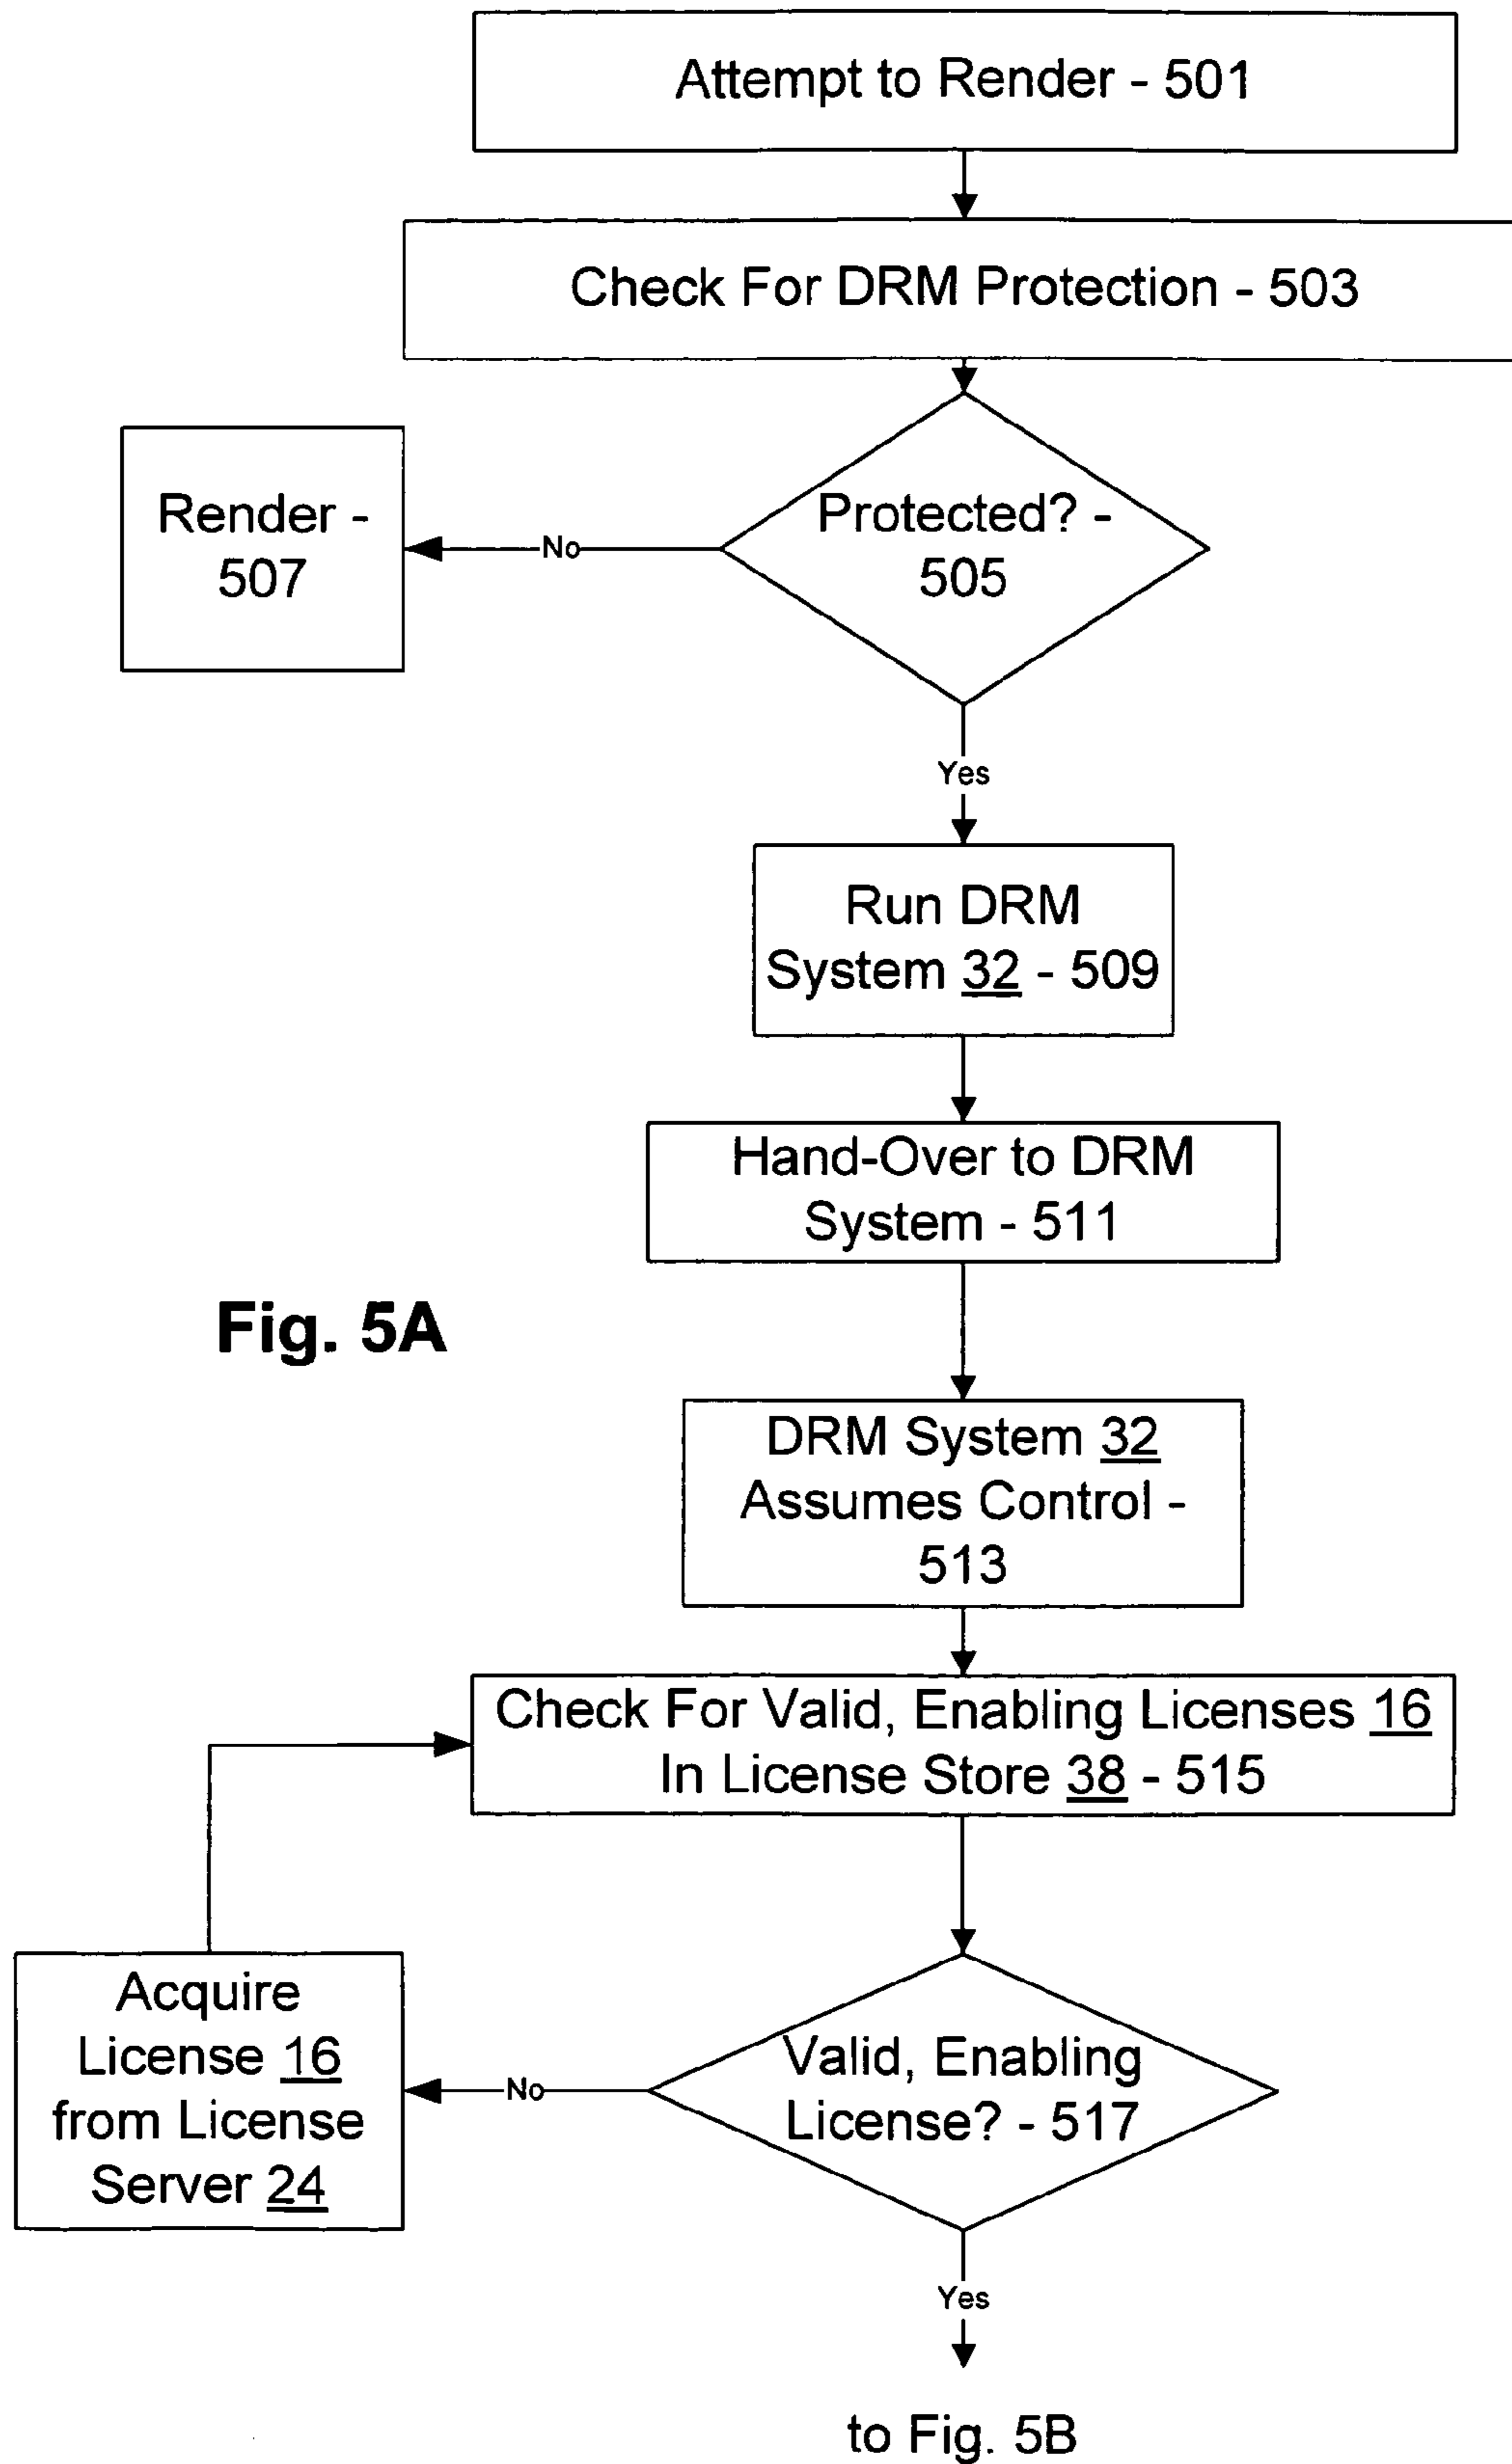 Attempt to Render - 501
Check For DRM Protection - 503
Protected? -
505
No
Render -
507
Yes
Run DRM
System 32 - 509
Hand-Over to DRM
System - 511
Fig. 5A
DRM System 32
Assumes Control -
513
Check For Valid, Enabling Licenses 16
In License Store 38 - 515
Valid, Enabling
License? - 517
No
Acquire
License 16
from License
Server 24
Yes
to Fig. 5B